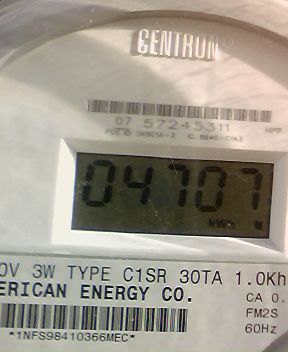 CENTRON
07 57245311 HPP
04707
kWh
0V 3W TYPE C1SR 30TA 1.0Kh
ERICAN ENERGY CO.
CA 0.
FM2S
60Hz
*1NFS98410366MEC*